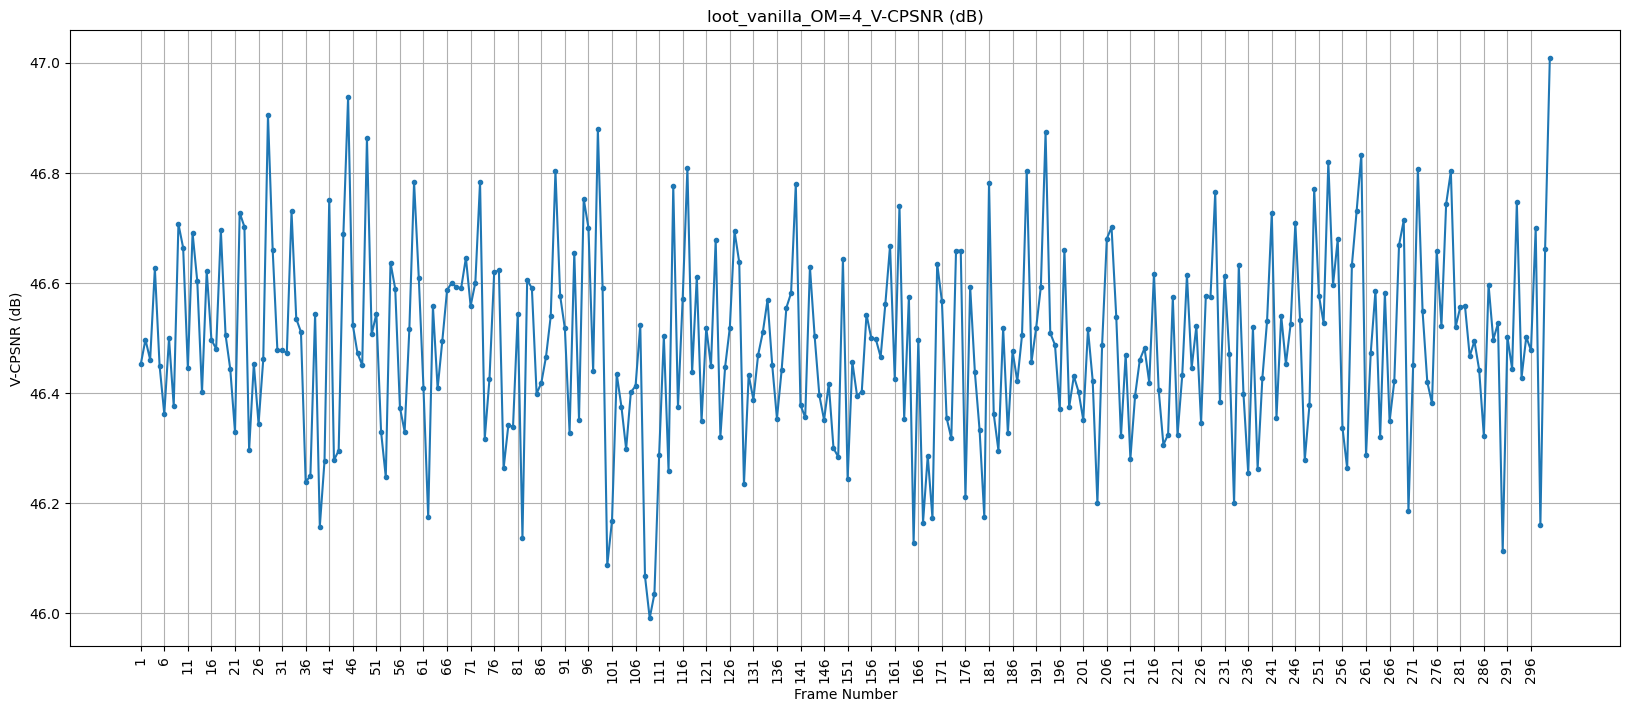 loot_vanilla_OM=4_V-CPSNR (dB)
V-CPSNR (dB)
47.0
46.8
46.6
46.4
46.2
46.0
1 6 11 16 21 26 31 36 41 46 51 56 61 66 71 76 81 86 91 96 101 106 111 116 121 126 131 136 141 146 151 156 161 166 171 176 181 186 191 196 201 206 211 216 221 226 231 236 241 246 251 256 261 266 271 276 281 286 291 296
Frame Number